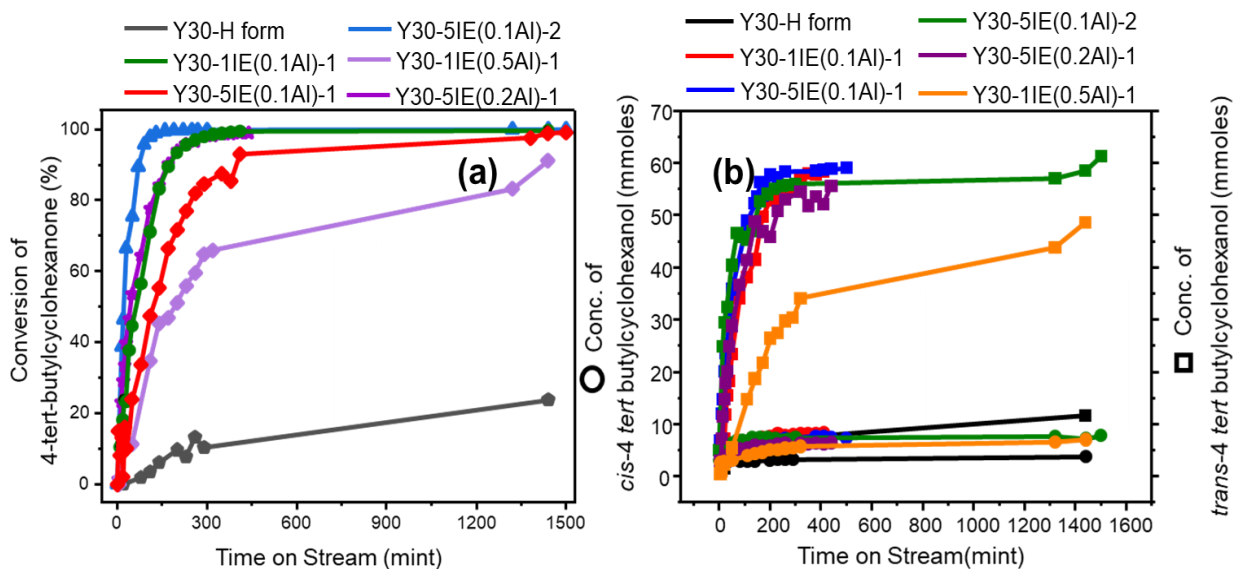 Y30-H form
Y30-5IE(0.1Al)-2
Y30-1IE(0.1Al)-1
Y30-1IE(0.5Al)-1
Y30-5IE(0.1Al)-1
Y30-5IE(0.2Al)-1
(a)
Conversion of
4-tert-butylcyclohexanone (%)
100
80
60
40
20
0
0
300
600
900
1200
1500
Time on Stream (mint)
Y30-H form
Y30-5IE(0.1Al)-2
Y30-1IE(0.1Al)-1
Y30-5IE(0.2Al)-1
Y30-5IE(0.1Al)-1
Y30-1IE(0.5Al)-1
(b)
Conc. of
cis-4 tert butylcyclohexanol (mmoles)
70
60
50
40
30
20
10
0
0
200
400
600
800
1000
1200
1400
1600
Time on Stream(mint)
Conc. of
trans-4 tert butylcyclohexanol (mmoles)